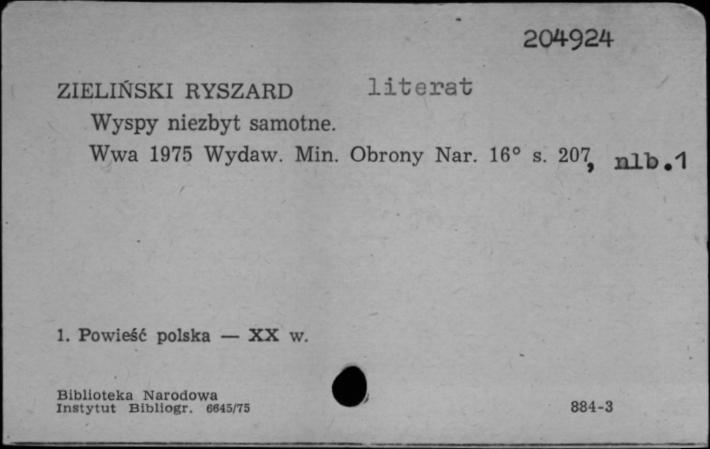 204924
ZIELIŃSKI RYSZARD literat
Wyspy niezbyt samotne.
Wwa 1975 Wydaw. Min. Obrony Nar. 16° s. 207, nlb.1
1. Powieść polska — XX w.
Biblioteka Narodowa
Instytut Bibliogr. 6645/75 884-3